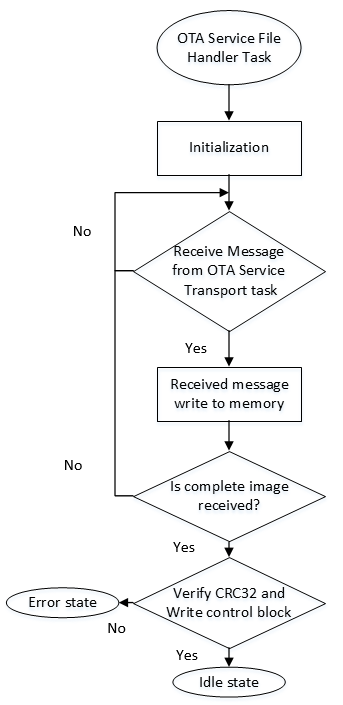 OTA Service File
Handler Task
Initialization
No
Receive Message
from OTA Service
Transport task
Yes
Received message
write to memory
No
Is complete image
received?
Yes
Verify CRC32 and
Write control block
Error state
No
Yes
Idle state